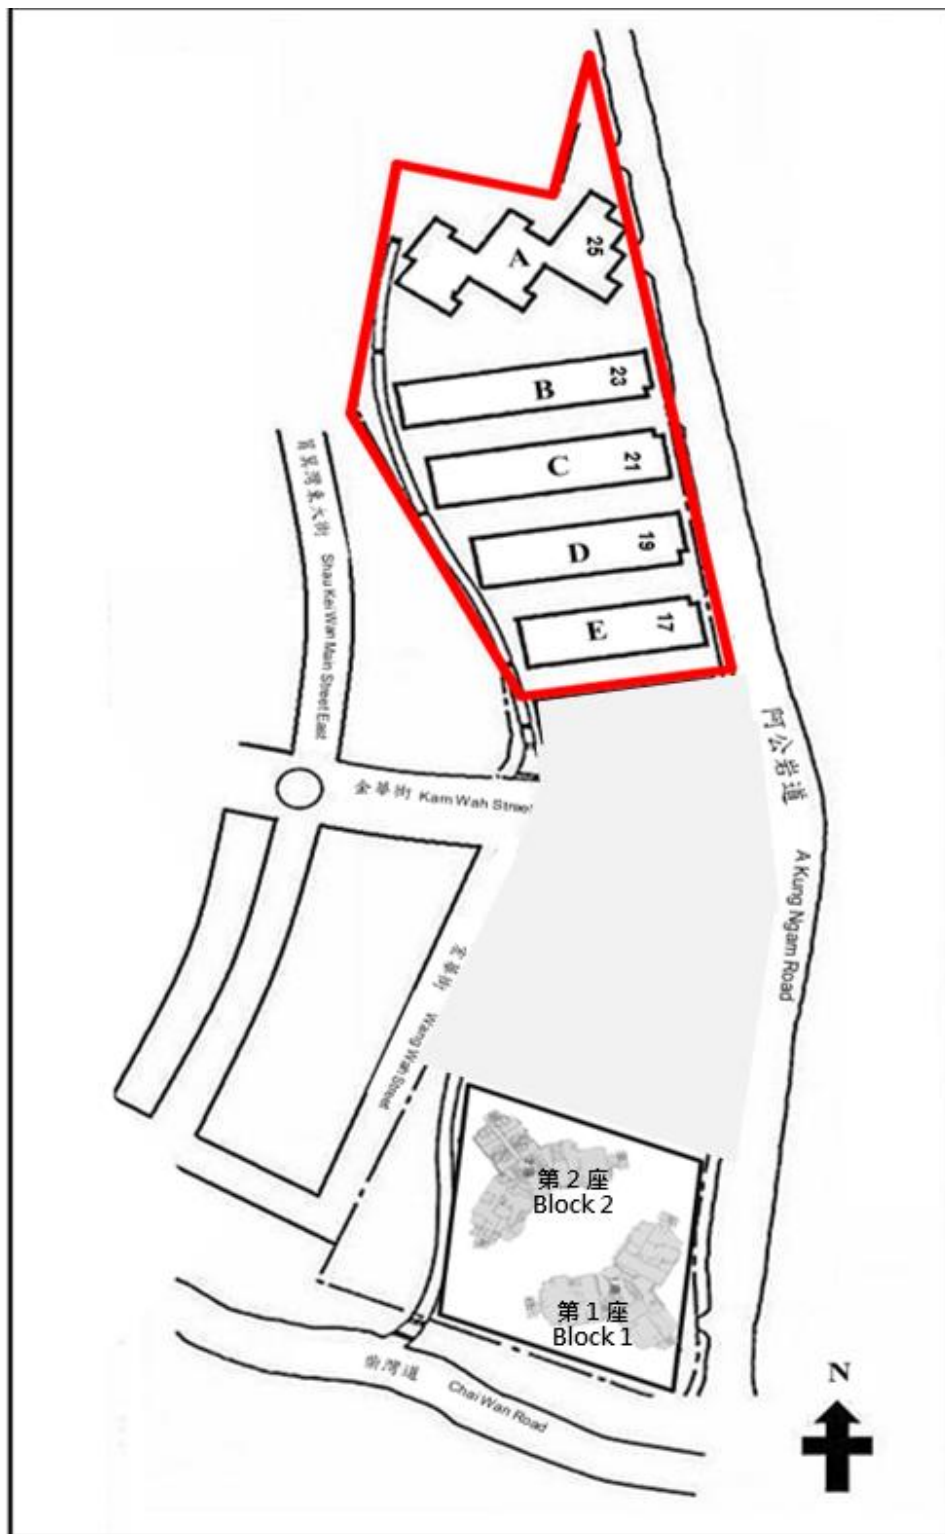 25
A
23
B
21
C
19
D
17
E
筲箕灣東大街 Shau Kei Wan Main Street East
阿公岩道
金華街 Kam Wah Street
A Kung Ngam Road
宏華街 Wang Wah Street
第 2 座
Block 2
第 1 座
Block 1
柴灣道 Chai Wan Road
N